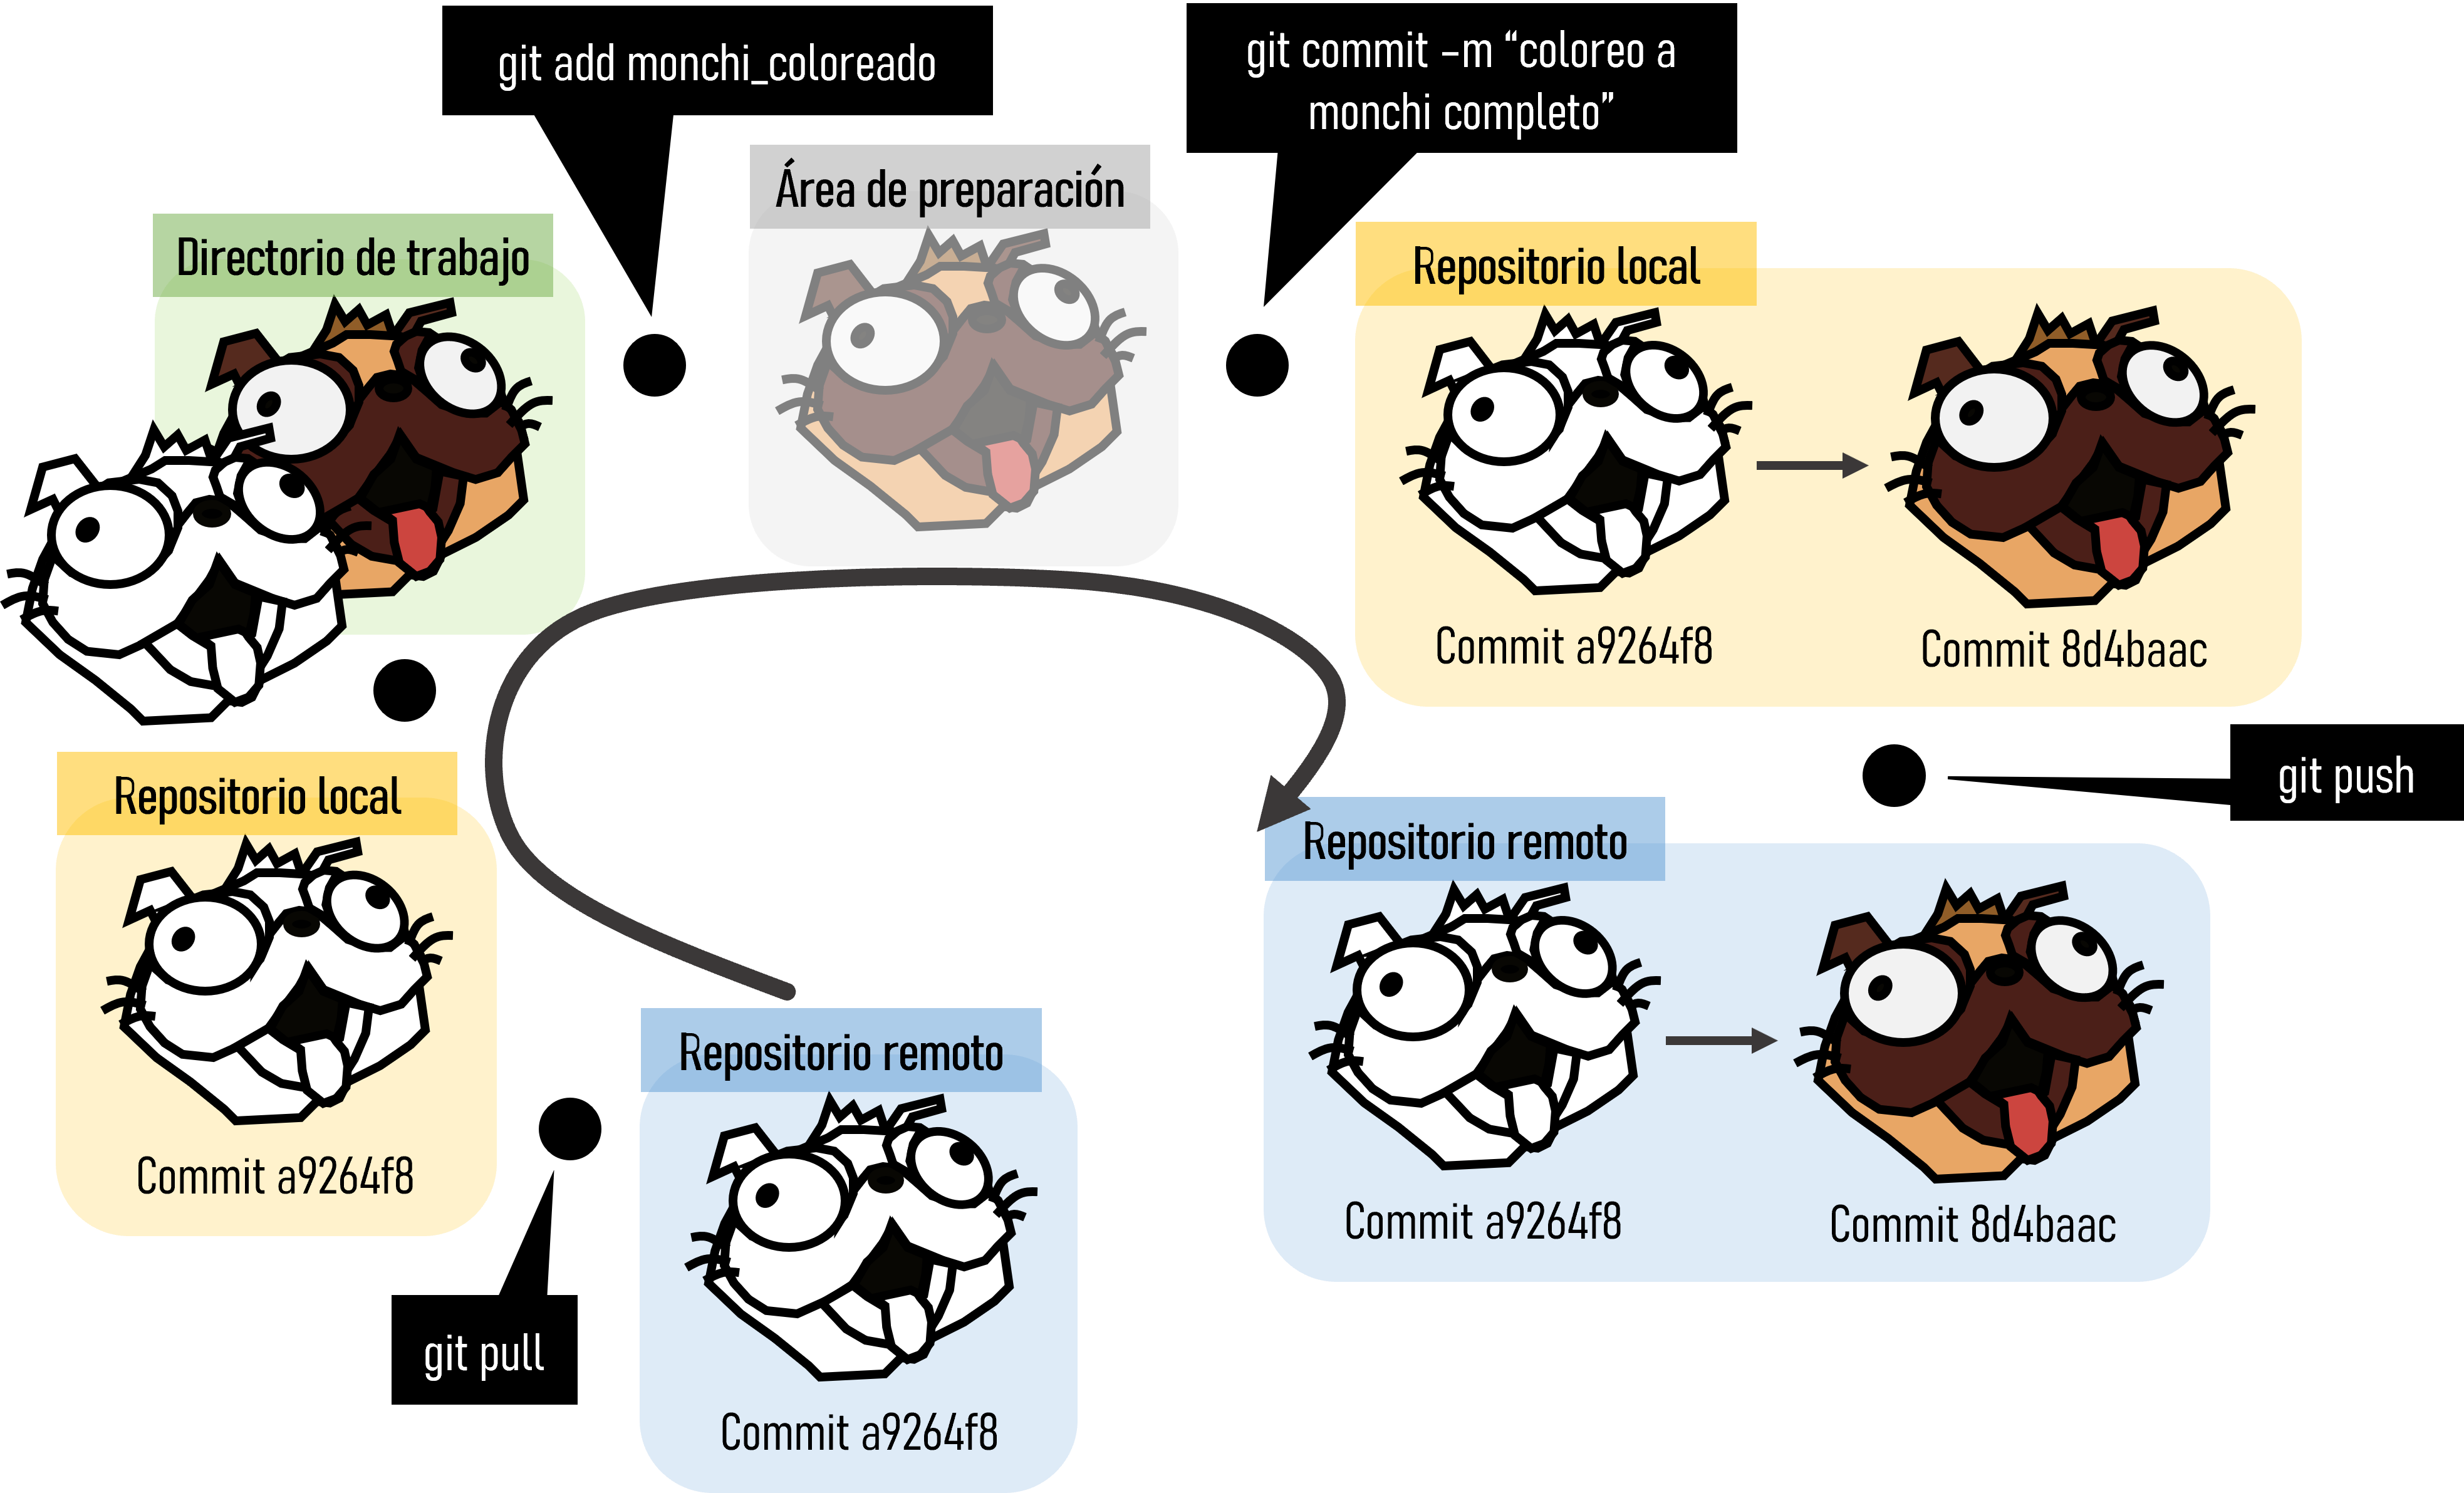 git add monchi_coloreado
git commit –m “coloreo a
monchi completo”
Área de preparación
Directorio de trabajo
Repositorio local
Commit a9264f8
Commit 8d4baac
git push
Repositorio local
Commit a9264f8
Repositorio remoto
Commit a9264f8
Commit 8d4baac
Repositorio remoto
Commit a9264f8
git pull